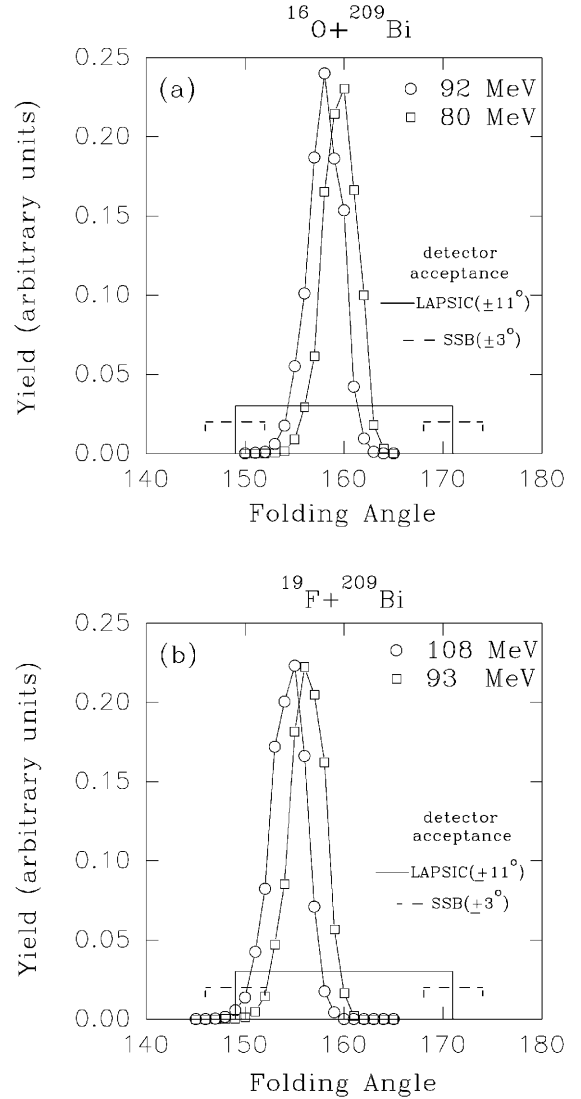 ¹⁶O+²⁰⁹Bi
(a)
92 MeV
80 MeV
detector
acceptance
LAPSIC(±11°)
SSB(±3°)
Yield (arbitrary units)
0.25
0.20
0.15
0.10
0.05
0.00
140 150 160 170 180
Folding Angle
¹⁹F+²⁰⁹Bi
(b)
108 MeV
93 MeV
detector
acceptance
LAPSIC(±11°)
SSB(±3°)
Yield (arbitrary units)
0.25
0.20
0.15
0.10
0.05
0.00
140 150 160 170 180
Folding Angle